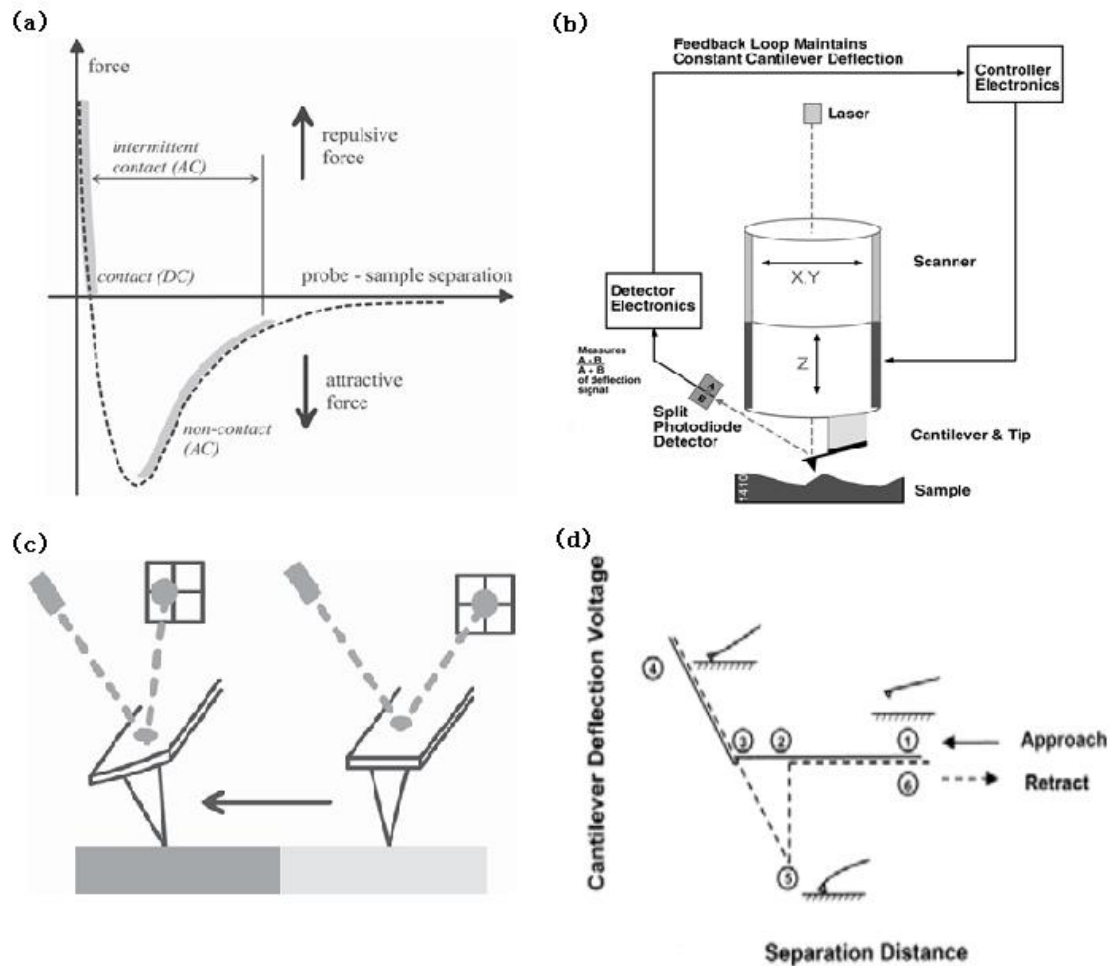 (a)
force
intermittent
contact (AC)
repulsive
force
contact (DC)
probe - sample separation
attractive
force
non-contact
(AC)
(b)
Feedback Loop Maintains
Constant Cantilever Deflection
Controller
Electronics
Laser
X,Y
Scanner
Detector
Electronics
Z
Measures
A - B
A + B
of deflection
signal
A
B
Split
Photodiode
Detector
Cantilever & Tip
1410
Sample
(c)
(d)
Cantilever Deflection Voltage
4
3
2
1
Approach
6
Retract
5
Separation Distance